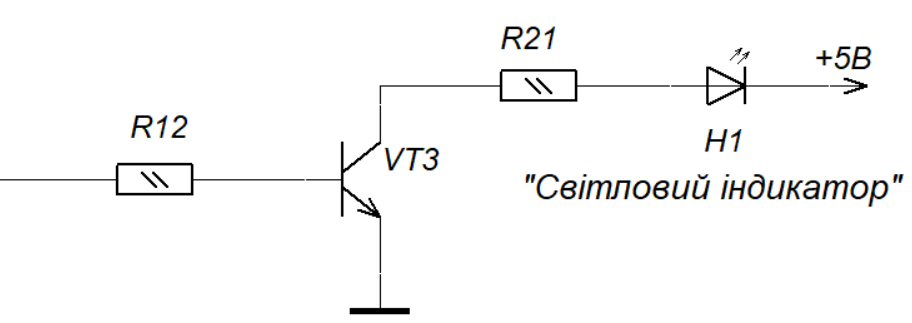 R21
+5В
R12
H1
VT3
"Світловий індикатор"